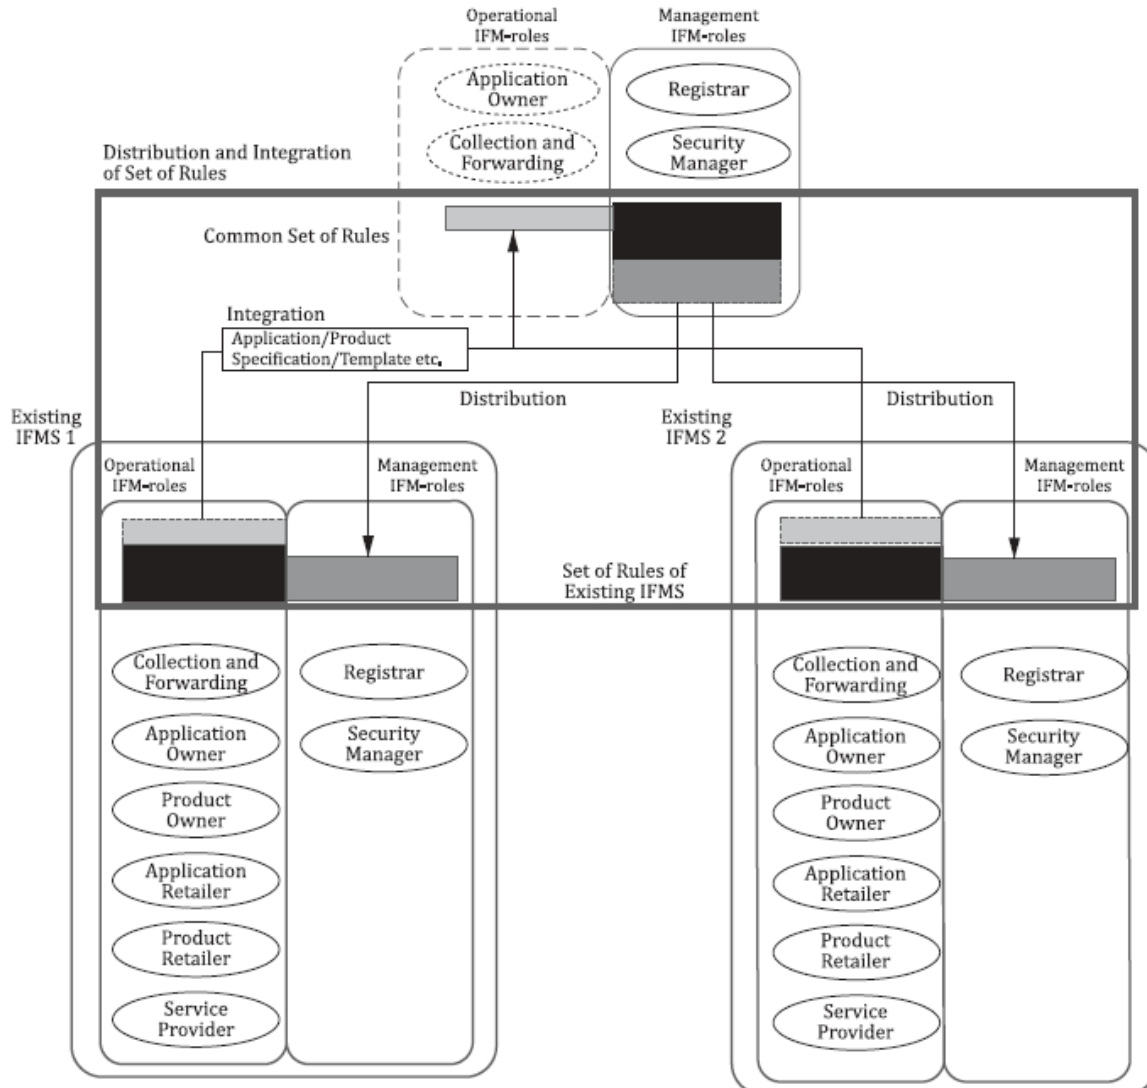 Operational
IFM-roles
Management
IFM-roles
Application
Owner
Registrar
Collection and
Forwarding
Security
Manager
Distribution and Integration
of Set of Rules
Common Set of Rules
Integration
Application/Product
Specification/Template etc.
Distribution
Distribution
Existing
IFMS 1
Existing
IFMS 2
Operational
IFM-roles
Management
IFM-roles
Operational
IFM-roles
Management
IFM-roles
Set of Rules of
Existing IFMS
Collection and
Forwarding
Registrar
Application
Owner
Security
Manager
Product
Owner
Application
Retailer
Product
Retailer
Service
Provider
Collection and
Forwarding
Registrar
Application
Owner
Security
Manager
Product
Owner
Application
Retailer
Product
Retailer
Service
Provider